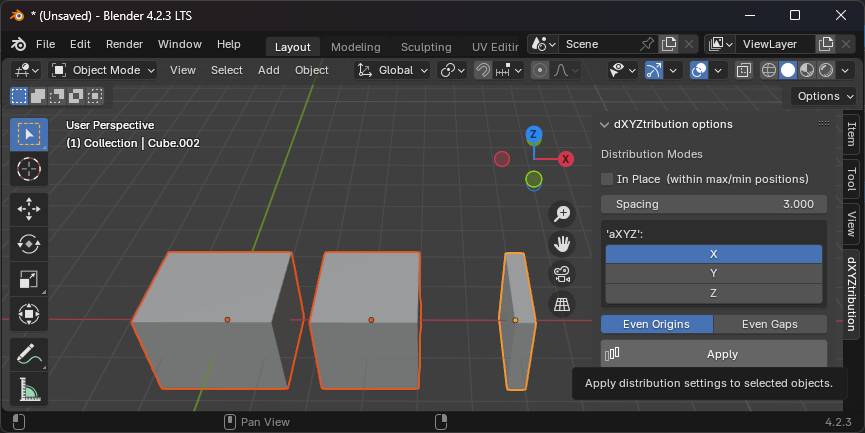 * (Unsaved) - Blender 4.2.3 LTS
File Edit Render Window Help Layout Modeling Sculpting UV Editir Scene ViewLayer
Object Mode View Select Add Object Global
Options
User Perspective
(1) Collection | Cube.002
Z
X
dXYZtribution options
Distribution Modes
In Place (within max/min positions)
Spacing 3.000
'aXYZ':
X
Y
Z
Even Origins Even Gaps
Apply
Apply distribution settings to selected objects.
Item
Tool
View
dXYZtribution
Pan View 4.2.3